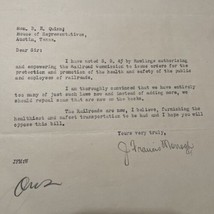 Hon. R. E. Quinn,
House of Representatives,
Austin, Texas.
Dear Sir:
I have noted H. B. 43 by Hastings authorizing
and empowering the Railroad Commission to issue orders for the
protection and promotion of the health and safety of the public
and employees of railroads.
I am thoroughly convinced that we have entirely
too many of just such laws now and instead of adding more, we
should repeal some that are now on the books.
The Railroads are now, I believe, furnishing the
healthiest and safest transportation to be had and I hope you
will oppose this bill.
Yours very truly,
J. Francis